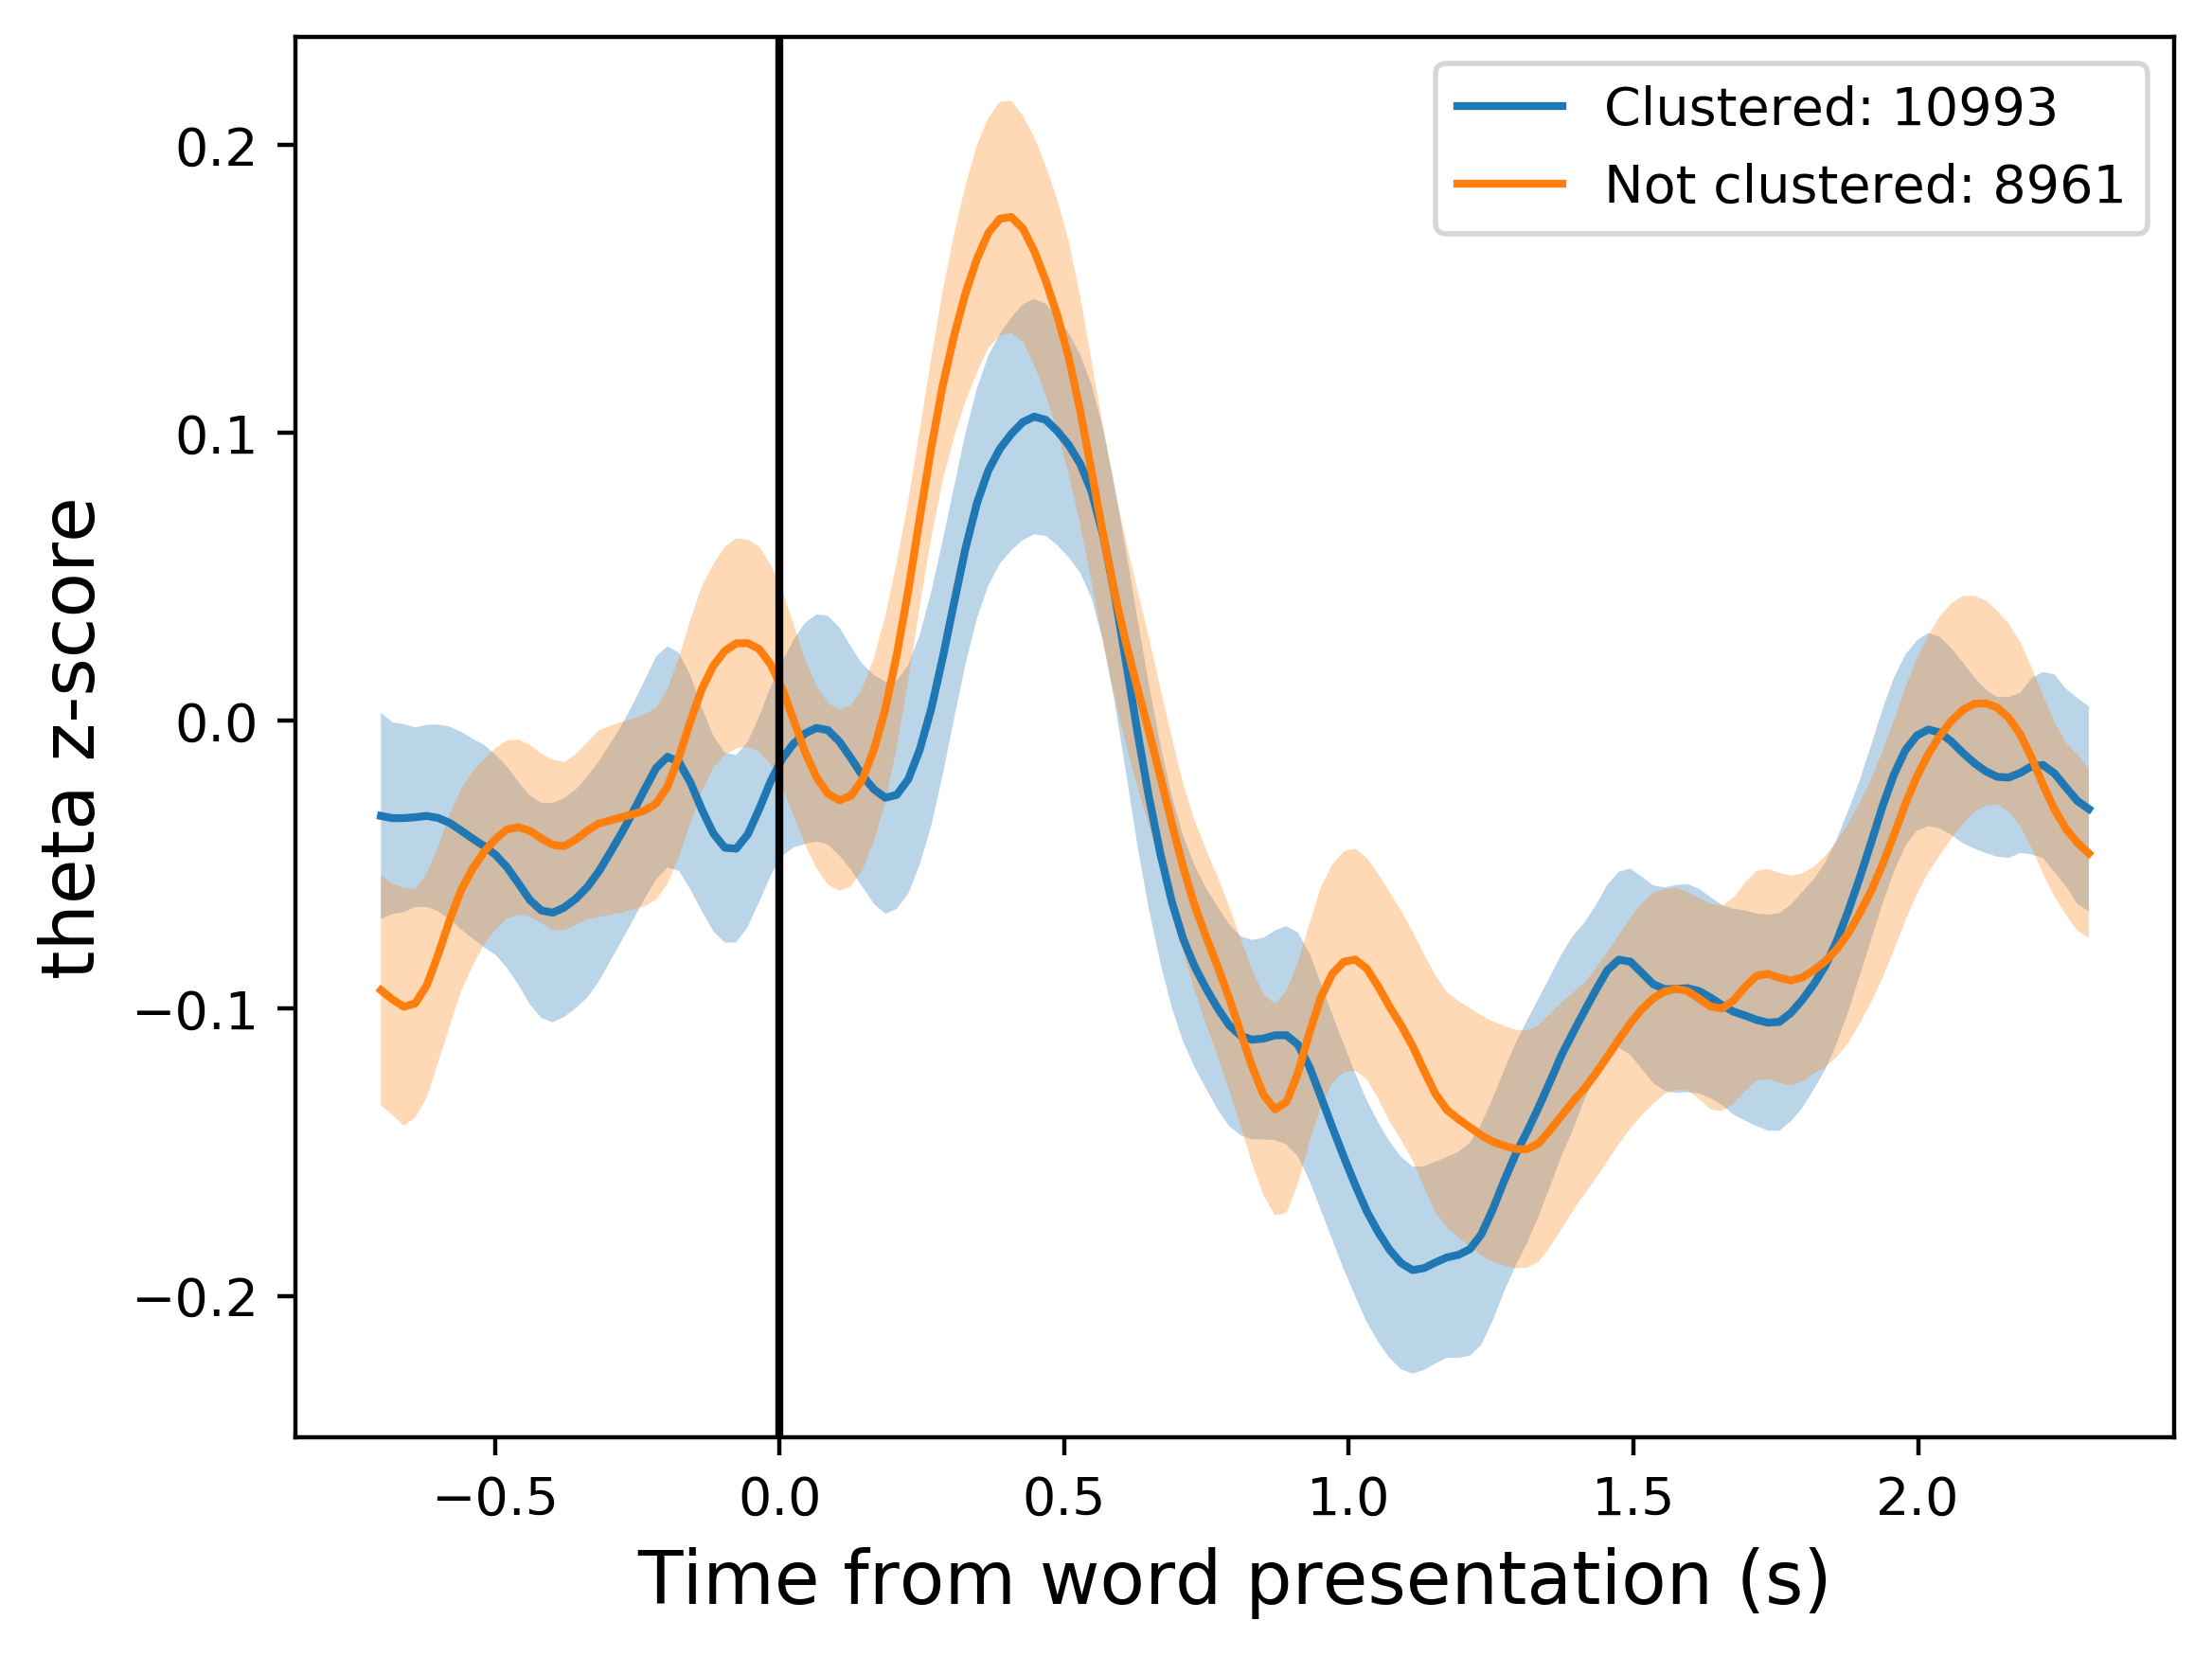 Clustered: 10993
Not clustered: 8961
0.2
0.1
0.0
−0.1
−0.2
theta z-score
−0.5 0.0 0.5 1.0 1.5 2.0
Time from word presentation (s)